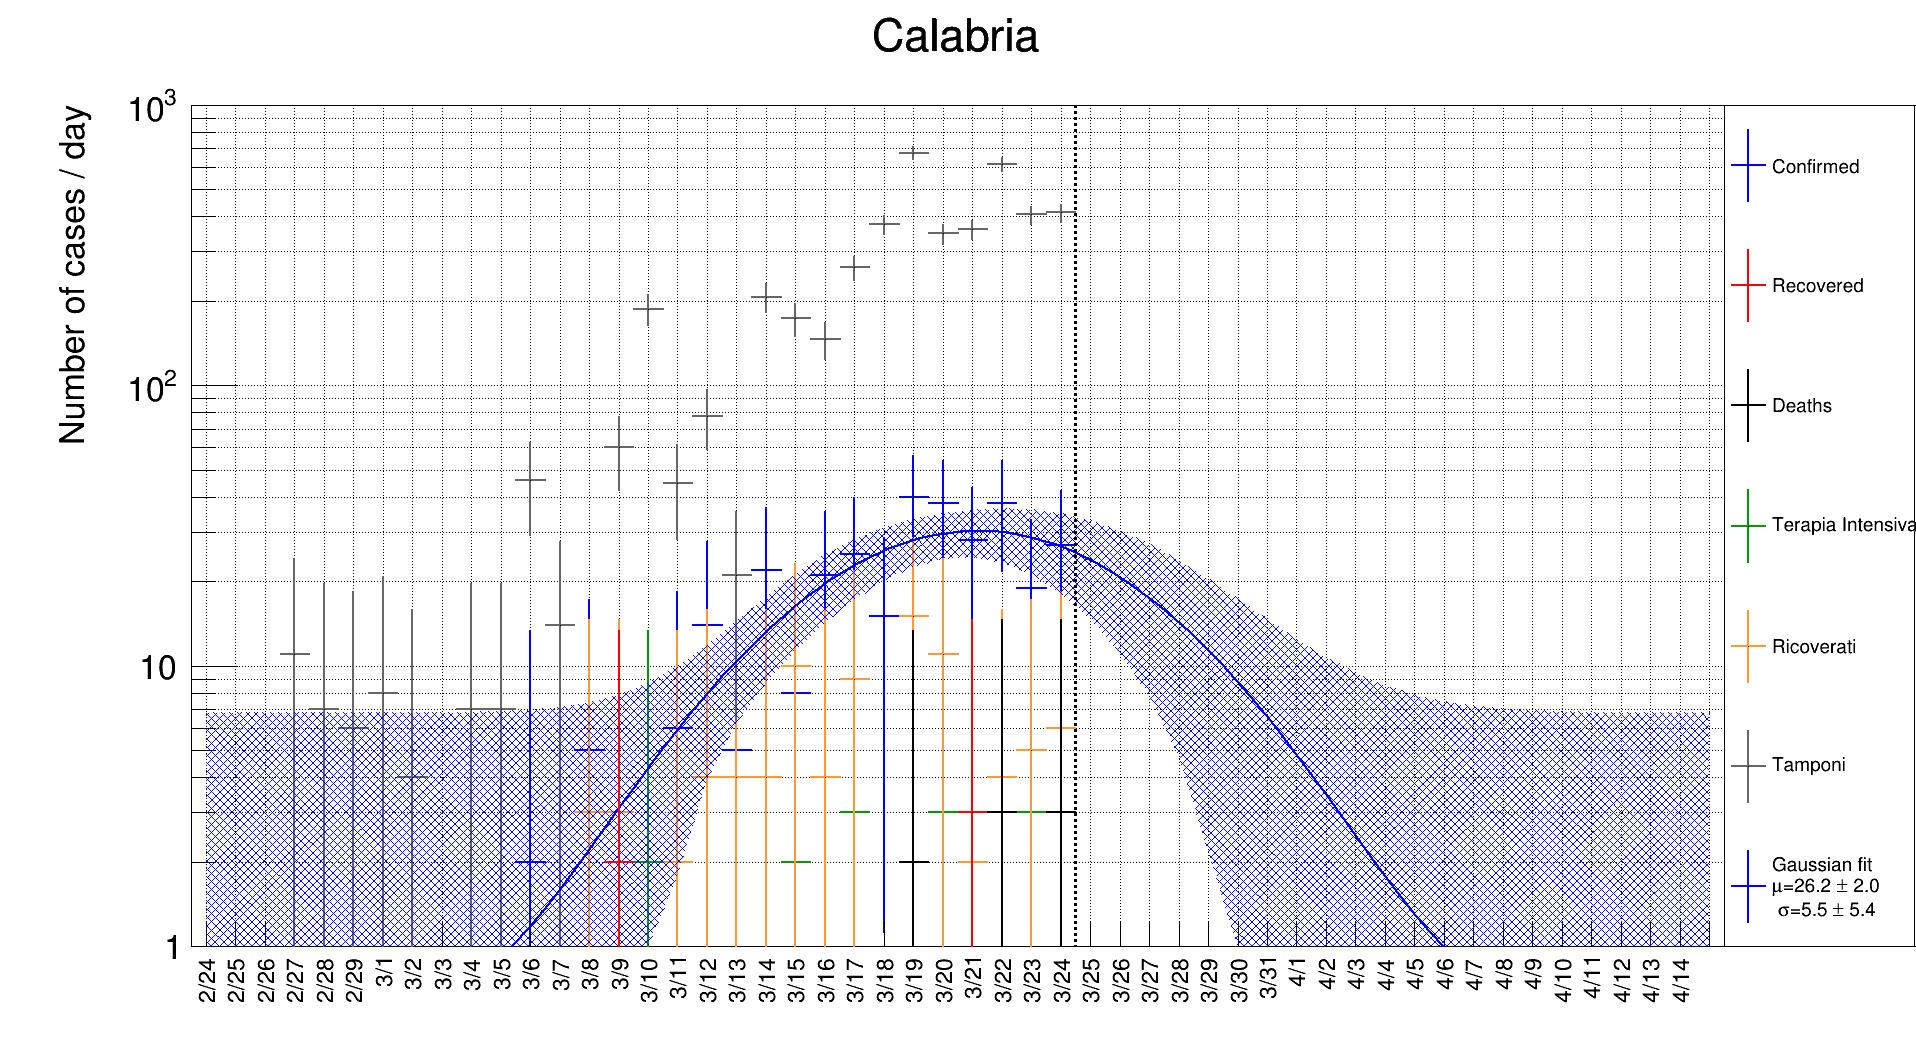 Calabria
Number of cases / day
10³
10²
10
1
2/24 2/25 2/26 2/27 2/28 2/29 3/1 3/2 3/3 3/4 3/5 3/6 3/7 3/8 3/9 3/10 3/11 3/12 3/13 3/14 3/15 3/16 3/17 3/18 3/19 3/20 3/21 3/22 3/23 3/24 3/25 3/26 3/27 3/28 3/29 3/30 3/31 4/1 4/2 4/3 4/4 4/5 4/6 4/7 4/8 4/9 4/10 4/11 4/12 4/13 4/14
Confirmed
Recovered
Deaths
Terapia Intensiva
Ricoverati
Tamponi
Gaussian fit
μ=26.2 ± 2.0
σ=5.5 ± 5.4